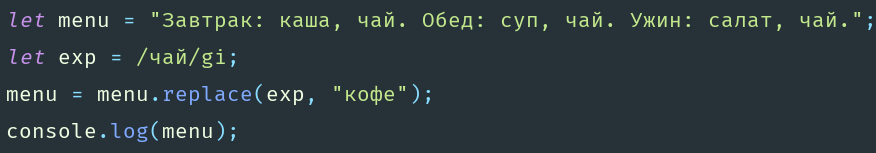 let menu = "Завтрак: каша, чай. Обед: суп, чай. Ужин: салат, чай.";
let exp = /чай/gi;
menu = menu.replace(exp, "кофе");
console.log(menu);